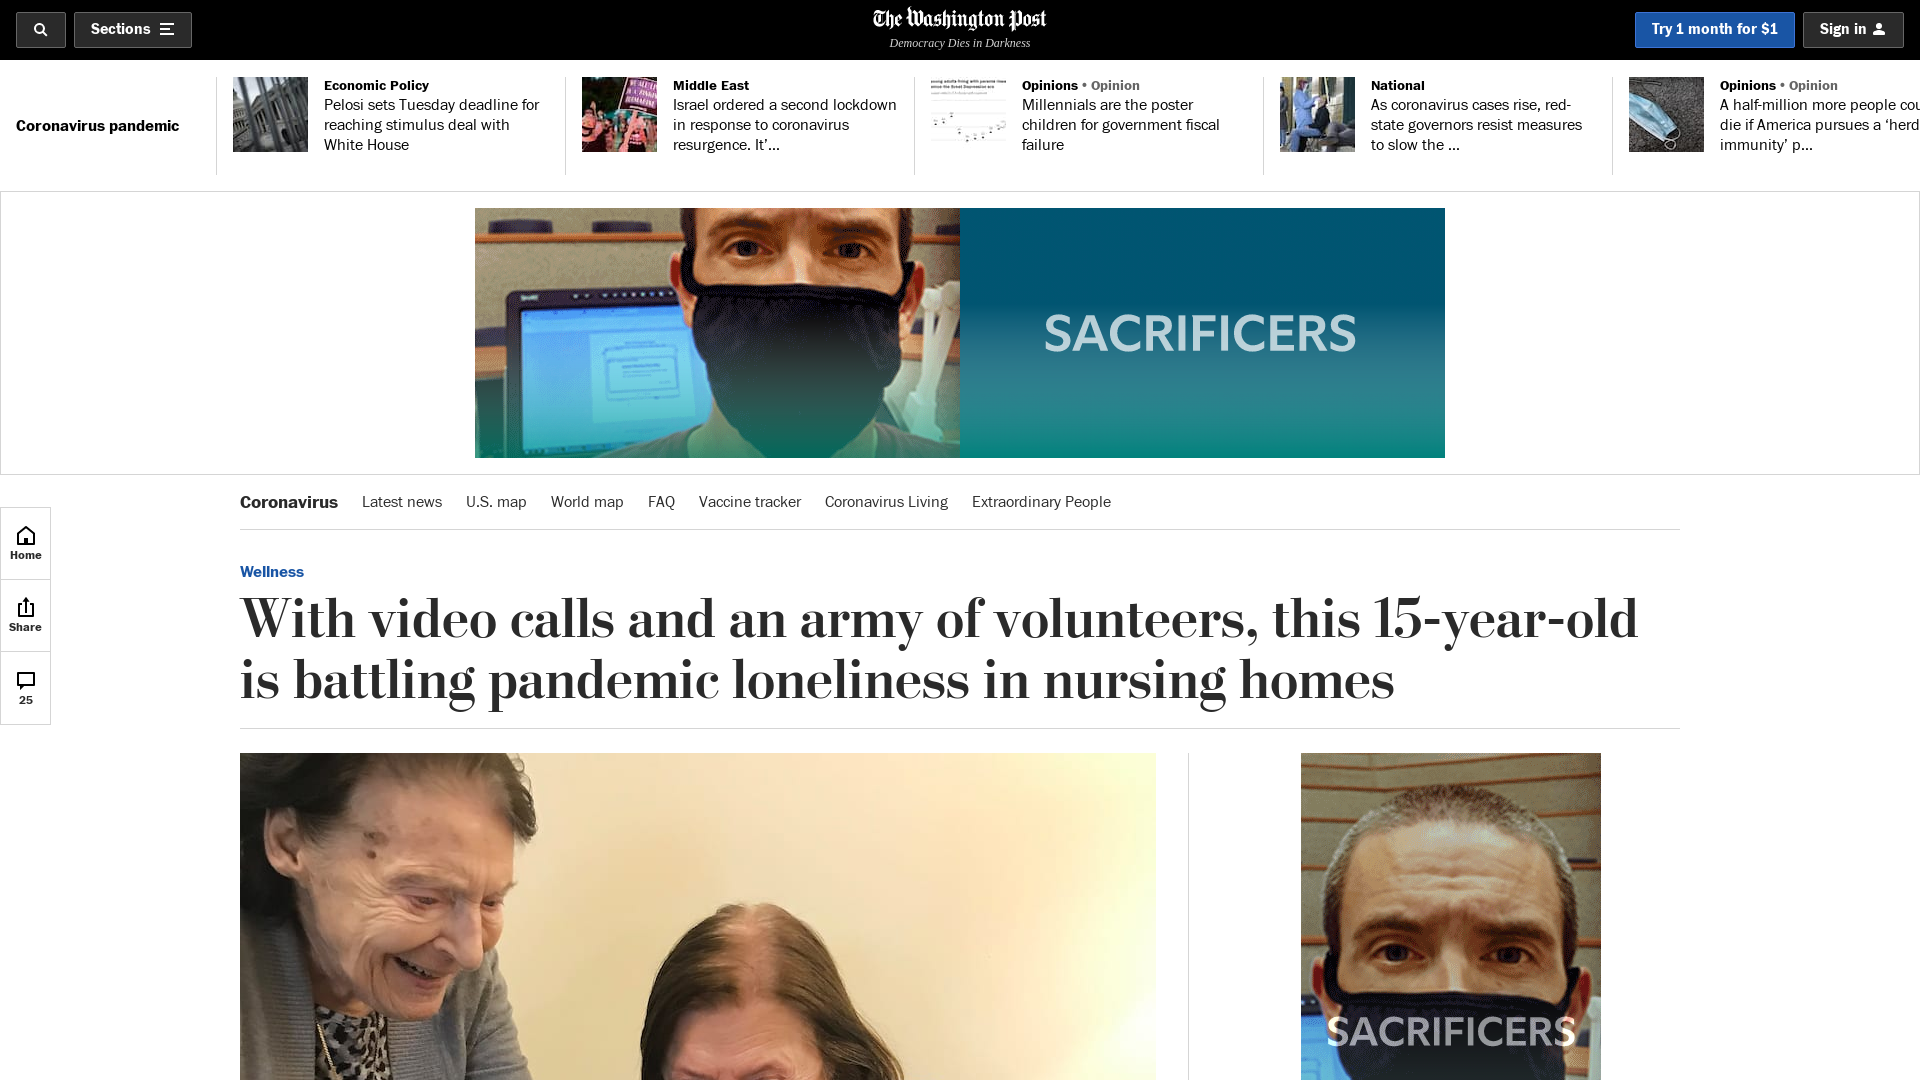 Sections
The Washington Post
Democracy Dies in Darkness
Try 1 month for $1
Sign in
Coronavirus pandemic
Economic Policy
Pelosi sets Tuesday deadline for
reaching stimulus deal with
White House
Middle East
Israel ordered a second lockdown
in response to coronavirus
resurgence. It’...
Opinions • Opinion
Millennials are the poster
children for government fiscal
failure
National
As coronavirus cases rise, red-
state governors resist measures
to slow the ...
Opinions • Opinion
A half-million more people cou
die if America pursues a ‘herd
immunity’ p...
SACRIFICERS
Coronavirus Latest news U.S. map World map FAQ Vaccine tracker Coronavirus Living Extraordinary People
Home
Share
25
Wellness
With video calls and an army of volunteers, this 15-year-old
is battling pandemic loneliness in nursing homes
SACRIFICERS